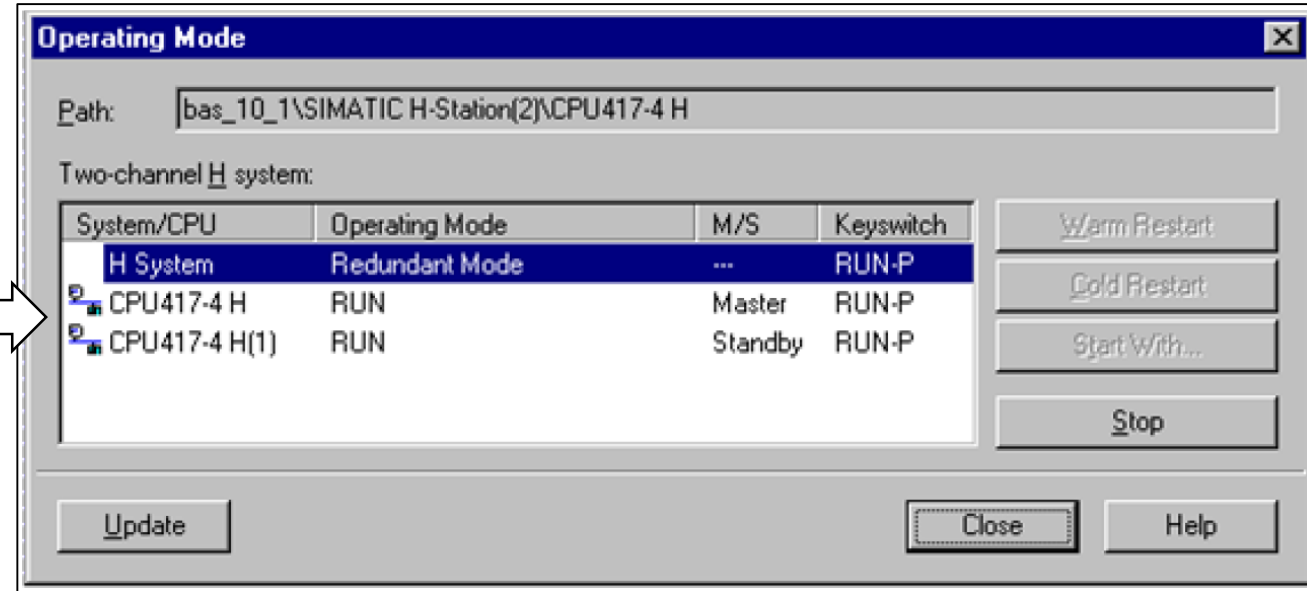 Operating Mode
Path: bas_10_1\SIMATIC H-Station(2)\CPU417-4 H
Two-channel H system:
System/CPU Operating Mode M/S Keyswitch
H System Redundant Mode --- RUN-P
CPU417-4 H RUN Master RUN-P
CPU417-4 H(1) RUN Standby RUN-P
Warm Restart
Cold Restart
Start With...
Stop
Update Close Help